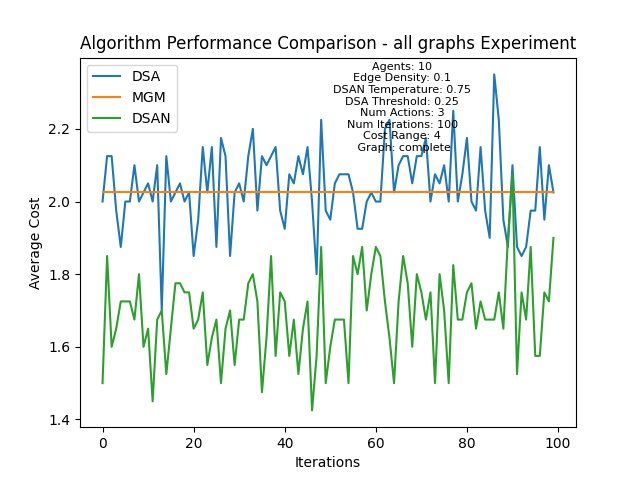 Algorithm Performance Comparison - all graphs Experiment
DSA
MGM
DSAN
Agents: 10
Edge Density: 0.1
DSAN Temperature: 0.75
DSA Threshold: 0.25
Num Actions: 3
Num Iterations: 100
Cost Range: 4
Graph: complete
Average Cost
2.2
2.0
1.8
1.6
1.4
0 20 40 60 80 100
Iterations